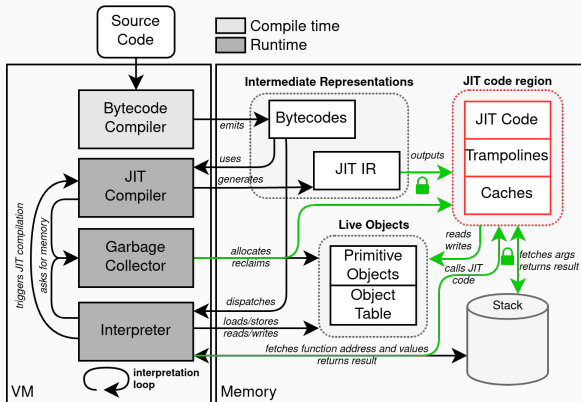 Source
Code
Compile time
Runtime
Intermediate Representations
JIT code region
Bytecode
Compiler
emits
Bytecodes
JIT Code
Trampolines
Caches
uses
JIT
Compiler
generates
JIT IR
outputs
triggers JIT compilation
asks for memory
Garbage
Collector
allocates
reclaims
Live Objects
Primitive
Objects
Object
Table
reads
writes
calls JIT
code
fetches args
returns result
Stack
dispatches
Interpreter
loads/stores
reads/writes
fetches function address and values
returns result
interpretation
loop
VM
Memory